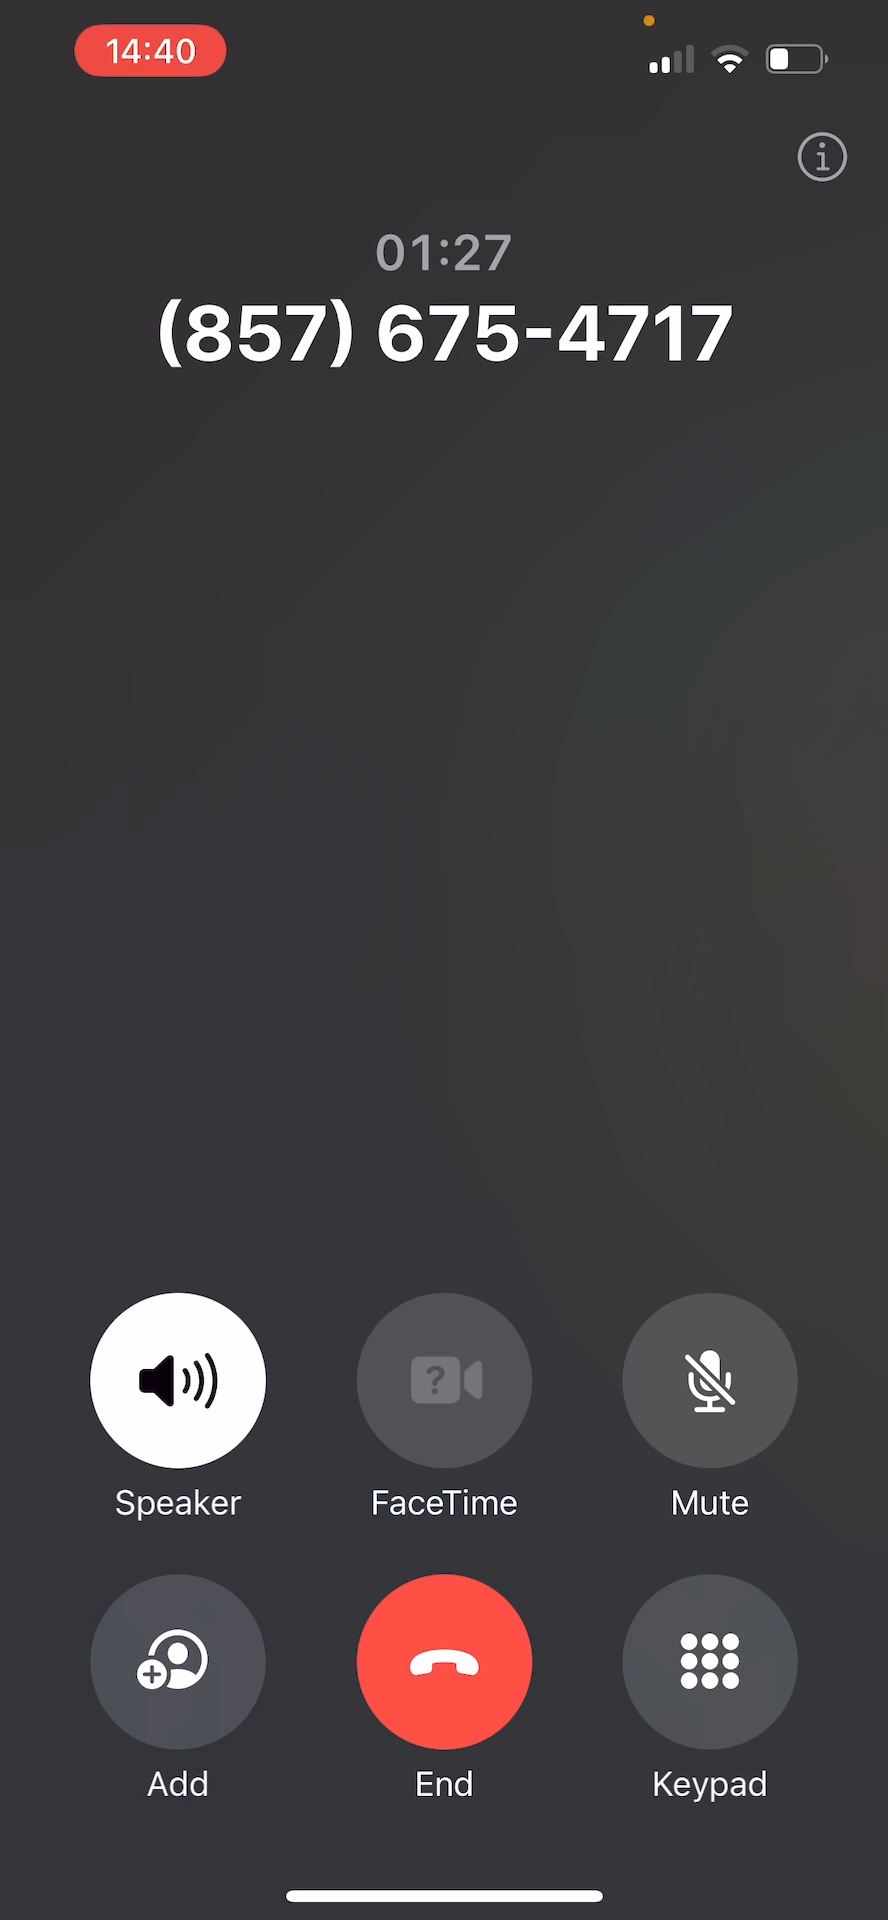 14:40
01:27
(857) 675-4717
Speaker
FaceTime
Mute
Add
End
Keypad